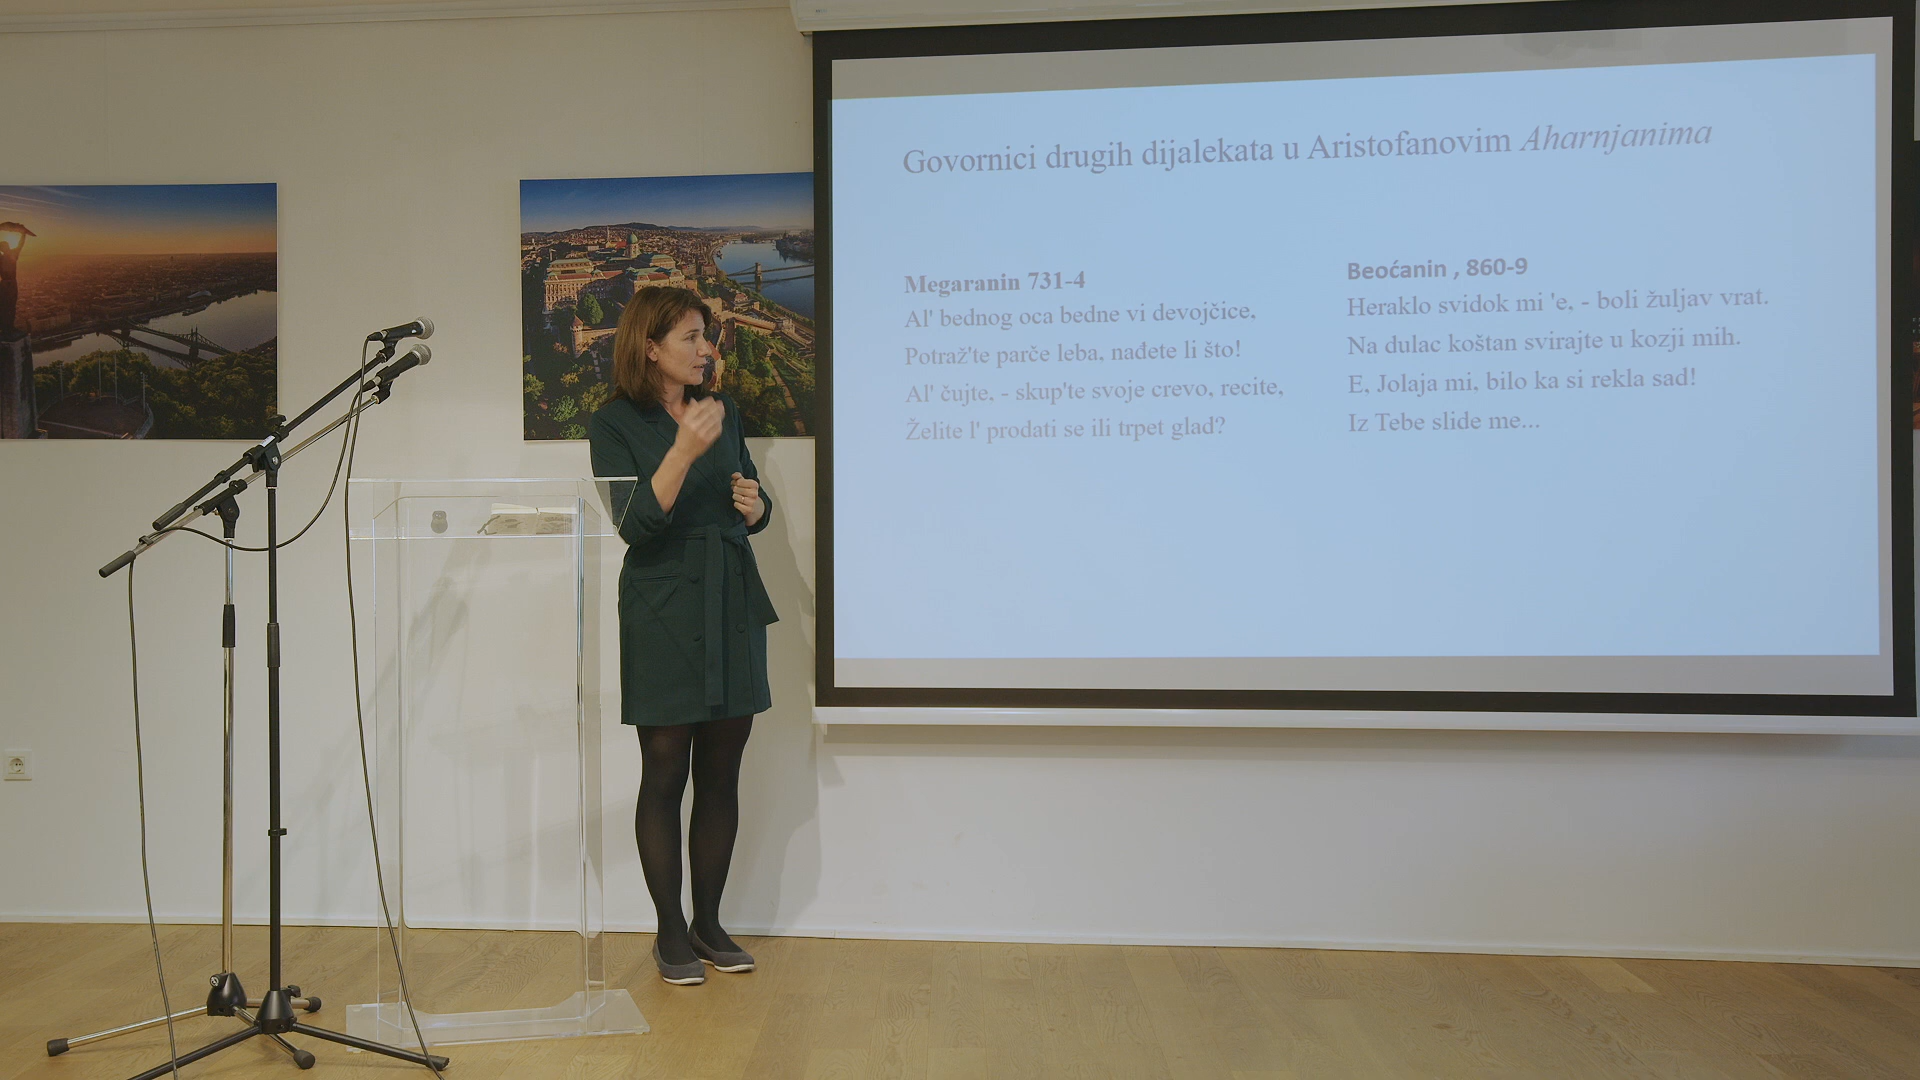 Govornici drugih dijalekata u Aristofanovim Aharnjanima
Megaranin 731-4
Al' bednog oca bedne vi devojčice,
Potraž'te parče leba, nađete li što!
Al' čujte, - skup'te svoje crevo, recite,
Želite l' prodati se ili trpet glad?
Beoćanin , 860-9
Heraklo svidok mi 'e, - boli žuljav vrat.
Na dulac koštan svirajte u kozji mih.
E, Jolaja mi, bilo ka si rekla sad!
Iz Tebe slide me...